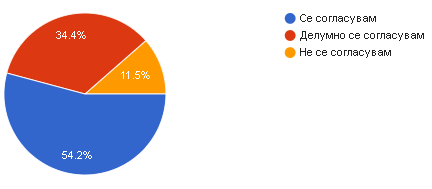 Се согласувам
Делумно се согласувам
Не се согласувам
34.4%
11.5%
54.2%